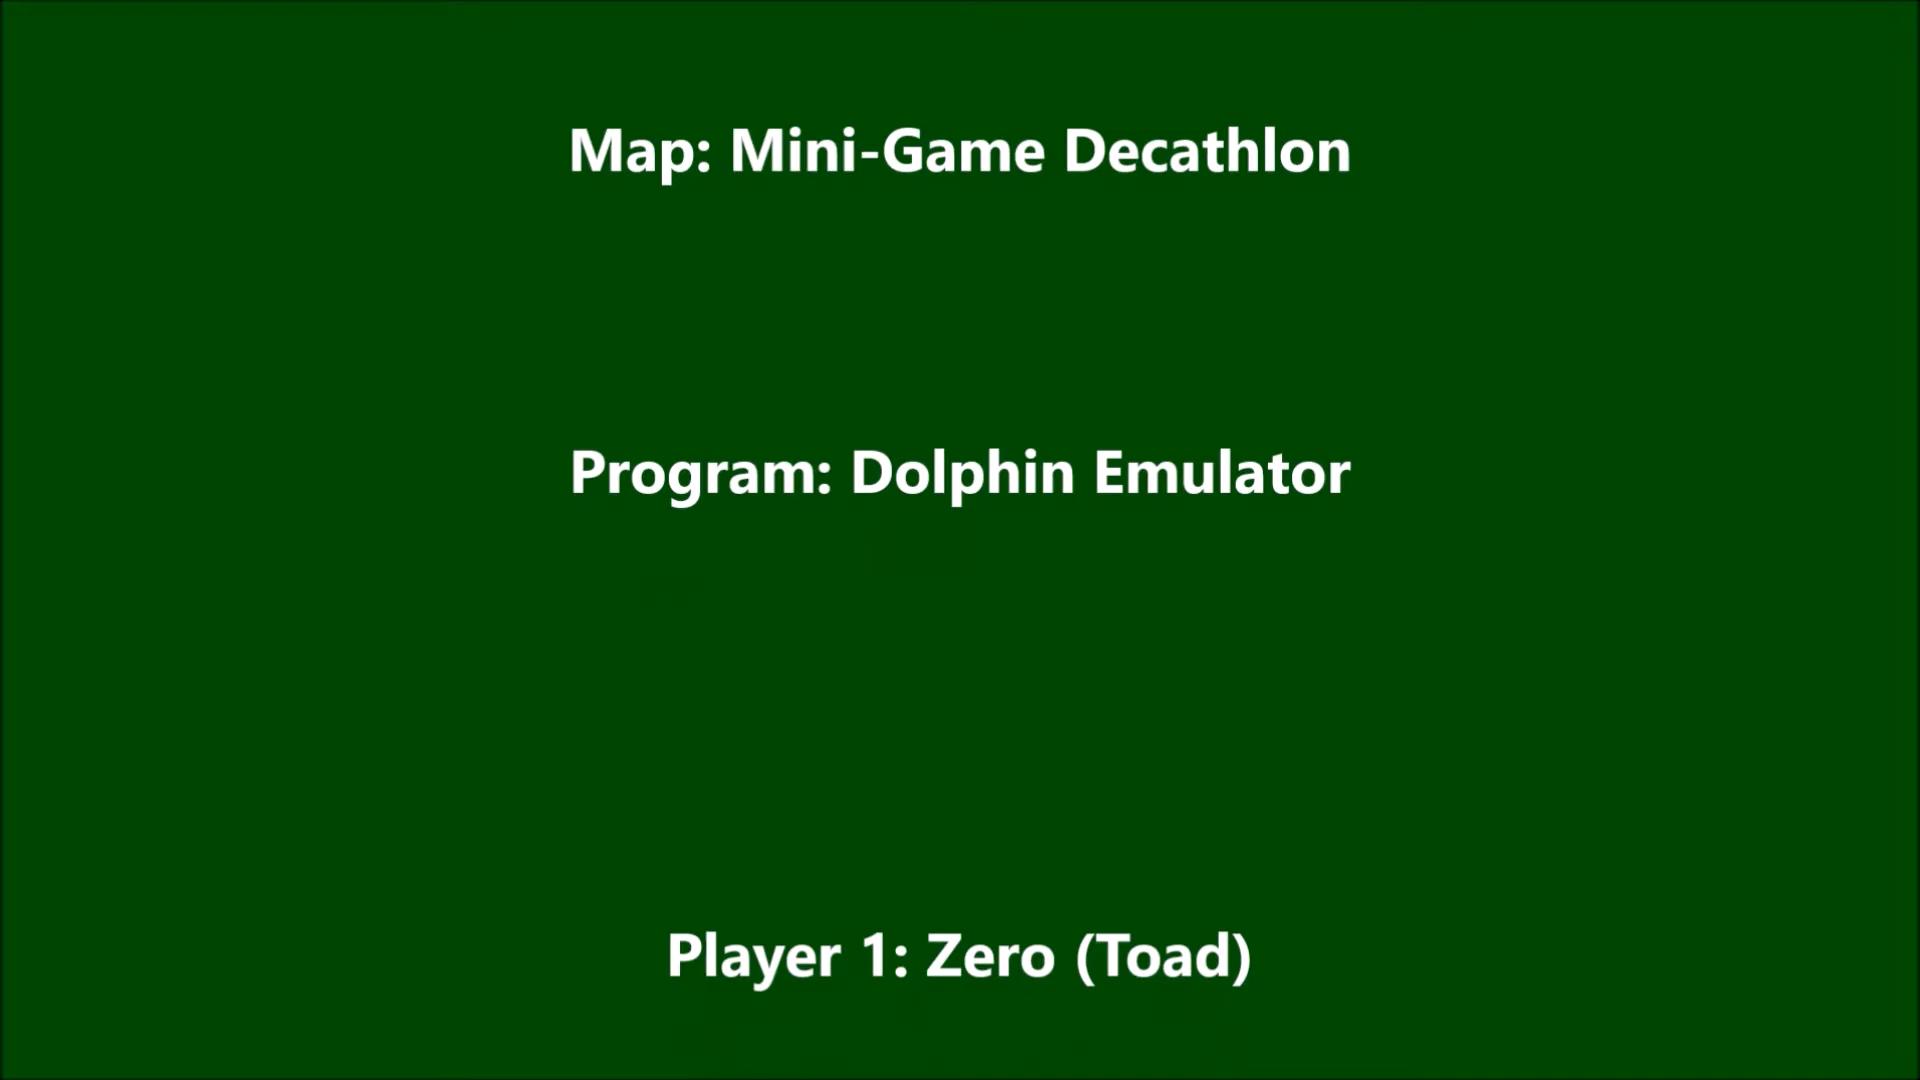 Map: Mini-Game Decathlon
Program: Dolphin Emulator
Player 1: Zero (Toad)